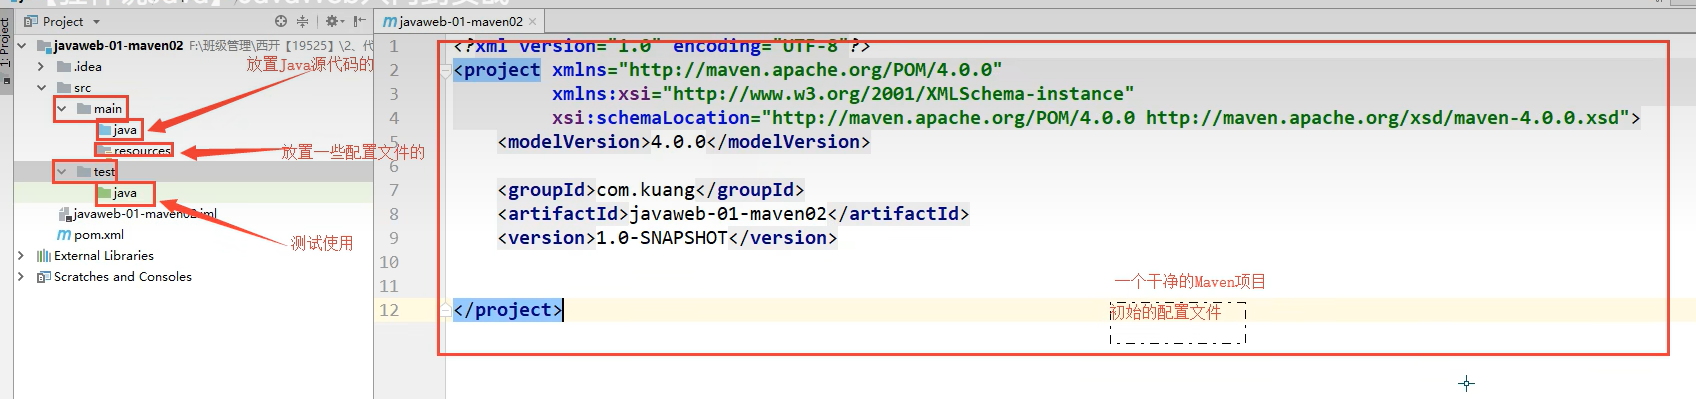 Project
javaweb-01-maven02
1: Project
javaweb-01-maven02 F:\班级管理\西开【19525】\2、代
.idea
放置Java源代码的
src
main
java
resources
放置一些配置文件的
test
java
javaweb-01-maven02.iml
测试使用
pom.xml
External Libraries
Scratches and Consoles
1 <?xml version="1.0" encoding="UTF-8"?>
2 <project xmlns="http://maven.apache.org/POM/4.0.0"
3 xmlns:xsi="http://www.w3.org/2001/XMLSchema-instance"
4 xsi:schemaLocation="http://maven.apache.org/POM/4.0.0 http://maven.apache.org/xsd/maven-4.0.0.xsd">
5 <modelVersion>4.0.0</modelVersion>
6
7 <groupId>com.kuang</groupId>
8 <artifactId>javaweb-01-maven02</artifactId>
9 <version>1.0-SNAPSHOT</version>
10
11
12 </project>
一个干净的Maven项目
初始的配置文件